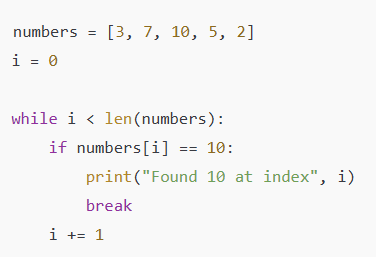 numbers = [3, 7, 10, 5, 2]
i = 0

while i < len(numbers):
    if numbers[i] == 10:
        print("Found 10 at index", i)
        break
    i += 1